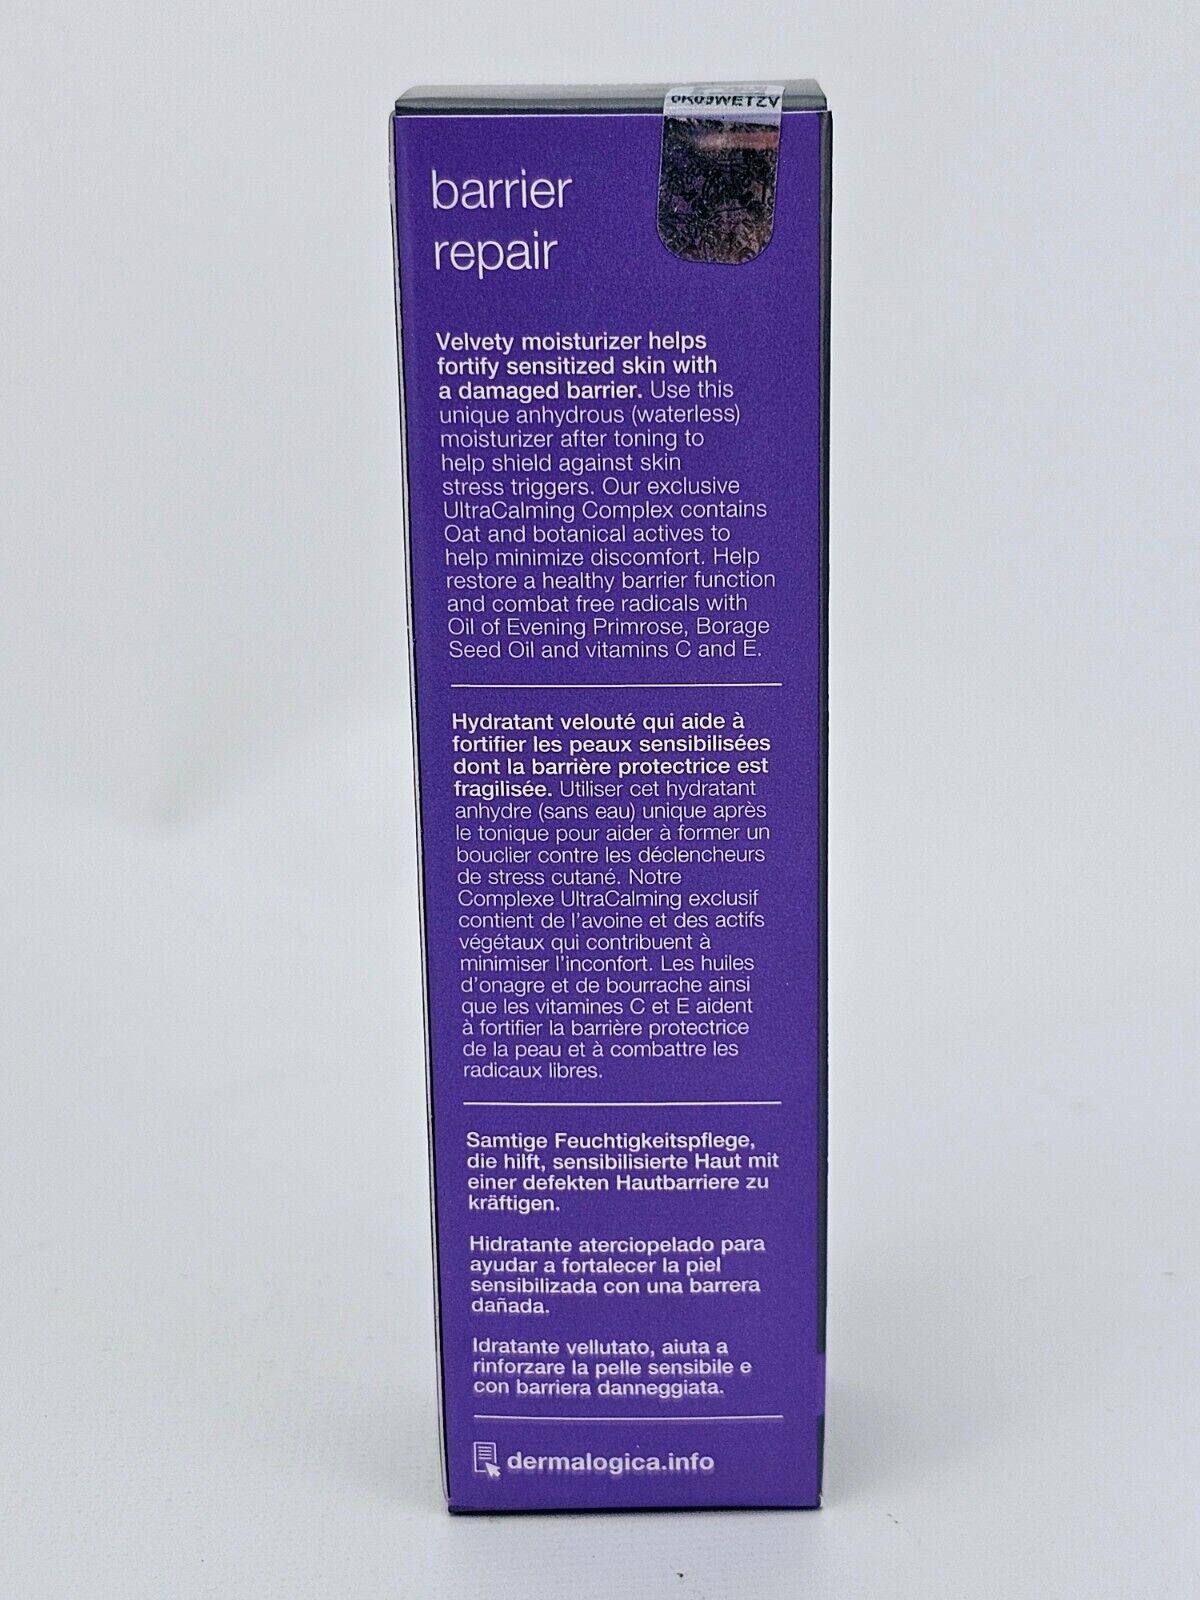 barrier
repair
Velvety moisturizer helps
fortify sensitized skin with
a damaged barrier. Use this
unique anhydrous (waterless)
moisturizer after toning to
help shield against skin
stress triggers. Our exclusive
UltraCalming Complex contains
Oat and botanical actives to
help minimize discomfort. Help
restore a healthy barrier function
and combat free radicals with
Oil of Evening Primrose, Borage
Seed Oil and vitamins C and E.
Hydratant velouté qui aide à
fortifier les peaux sensibilisées
dont la barrière protectrice est
fragilisée. Utiliser cet hydratant
anhydre (sans eau) unique après
le tonique pour aider à former un
bouclier contre les déclencheurs
de stress cutané. Notre
Complexe UltraCalming exclusif
contient de l'avoine et des actifs
végétaux qui contribuent à
minimiser l'inconfort. Les huiles
d'onagre et de bourrache ainsi
que les vitamines C et E aident
à fortifier la barrière protectrice
de la peau et à combattre les
radicaux libres.
Samtige Feuchtigkeitspflege,
die hilft, sensibilisierte Haut mit
einer defekten Hautbarriere zu
kräftigen.
Hidratante aterciopelado para
ayudar a fortalecer la piel
sensibilizada con una barrera
dañada.
Idratante vellutato, aiuta a
rinforzare la pelle sensibile e
con barriera danneggiata.
dermalogica.info